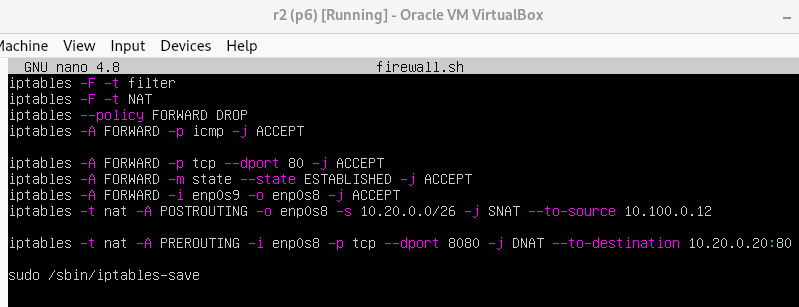 r2 (p6) [Running] - Oracle VM VirtualBox
Machine View Input Devices Help
GNU nano 4.8 firewall.sh
iptables -F -t filter
iptables -F -t NAT
iptables --policy FORWARD DROP
iptables -A FORWARD -p icmp -j ACCEPT
iptables -A FORWARD -p tcp --dport 80 -j ACCEPT
iptables -A FORWARD -m state --state ESTABLISHED -j ACCEPT
iptables -A FORWARD -i enp0s9 -o enp0s8 -j ACCEPT
iptables -t nat -A POSTROUTING -o enp0s8 -s 10.20.0.0/26 -j SNAT --to-source 10.100.0.12
iptables -t nat -A PREROUTING -i enp0s8 -p tcp --dport 8080 -j DNAT --to-destination 10.20.0.20:80
sudo /sbin/iptables-save